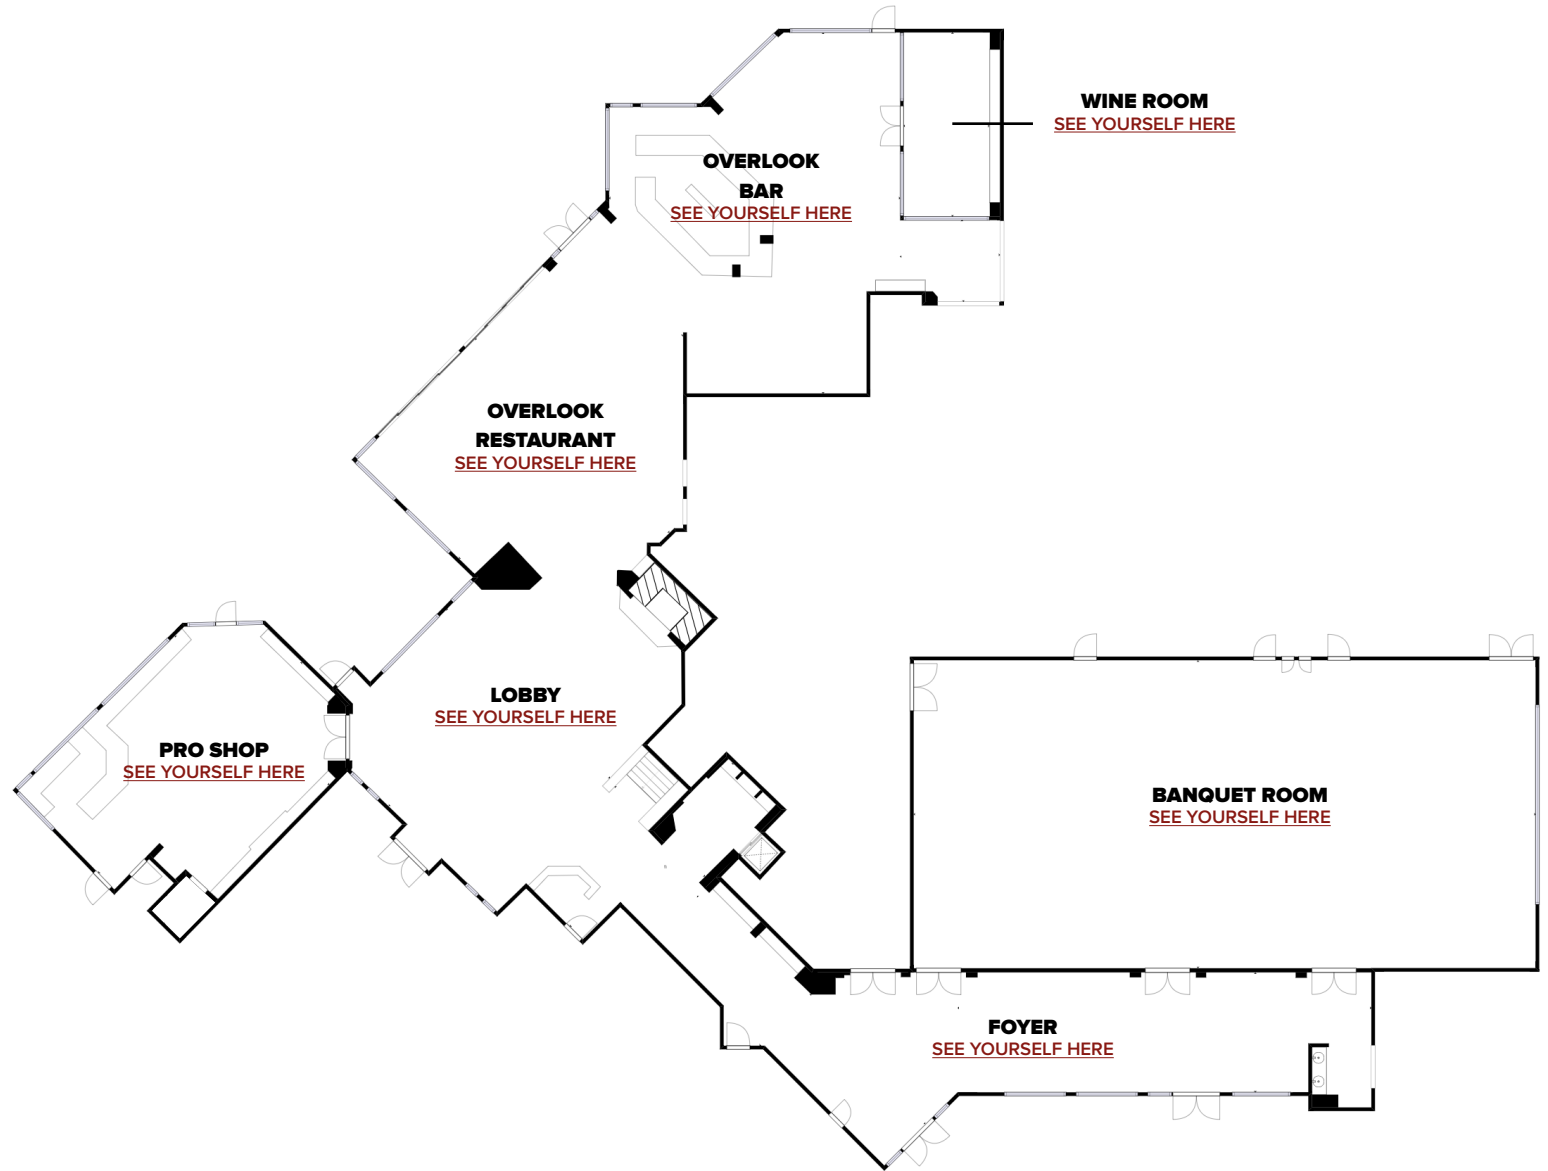 WINE ROOM
SEE YOURSELF HERE
OVERLOOK
BAR
SEE YOURSELF HERE
OVERLOOK
RESTAURANT
SEE YOURSELF HERE
LOBBY
SEE YOURSELF HERE
PRO SHOP
SEE YOURSELF HERE
BANQUET ROOM
SEE YOURSELF HERE
FOYER
SEE YOURSELF HERE